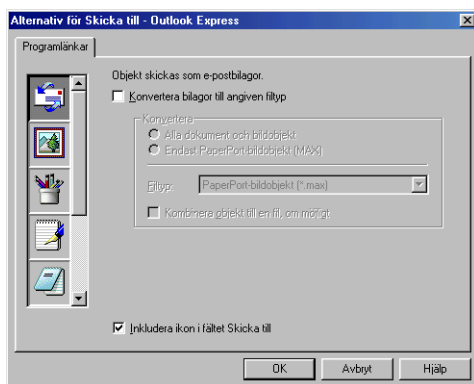 Alternativ för Skicka till - Outlook Express
Programlänkar
Objekt skickas som e-postbilagor.
Konvertera bilagor till angiven filtyp
Konvertera
Alla dokument och bildobjekt
Endast PaperPort-bildobjekt (MAX)
Filtyp: PaperPort-bildobjekt (*.max)
Kombinera objekt till en fil, om möjligt
Inkludera ikon i fältet Skicka till
OK Avbryt Hjälp